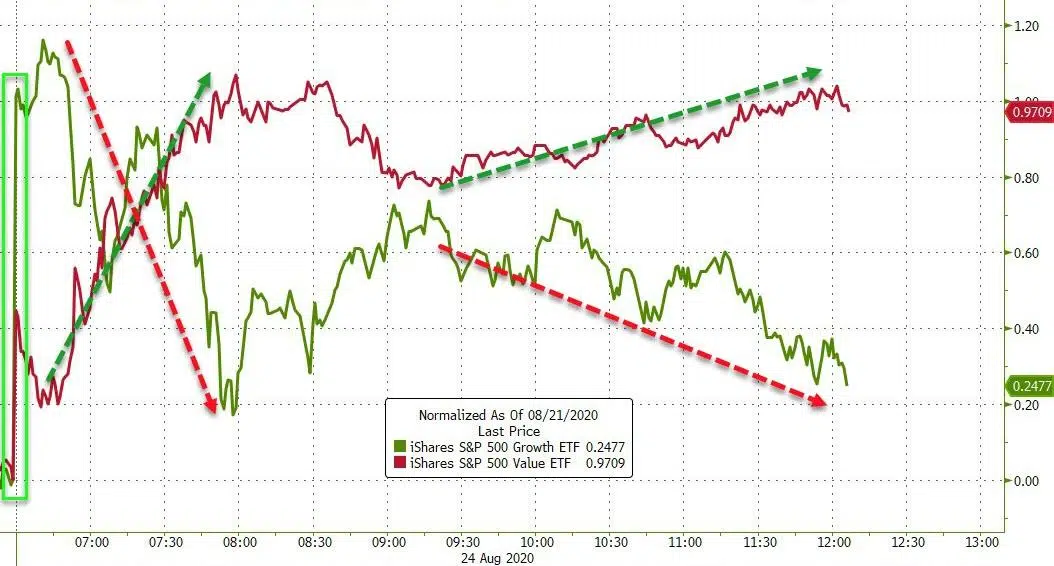 1.20
1.00
0.9709
0.80
0.60
0.40
0.2477
0.20
0.00
Normalized As Of 08/21/2020
Last Price
iShares S&P 500 Growth ETF 0.2477
iShares S&P 500 Value ETF 0.9709
07:00 07:30 08:00 08:30 09:00 09:30 10:00 10:30 11:00 11:30 12:00 12:30 13:00
24 Aug 2020